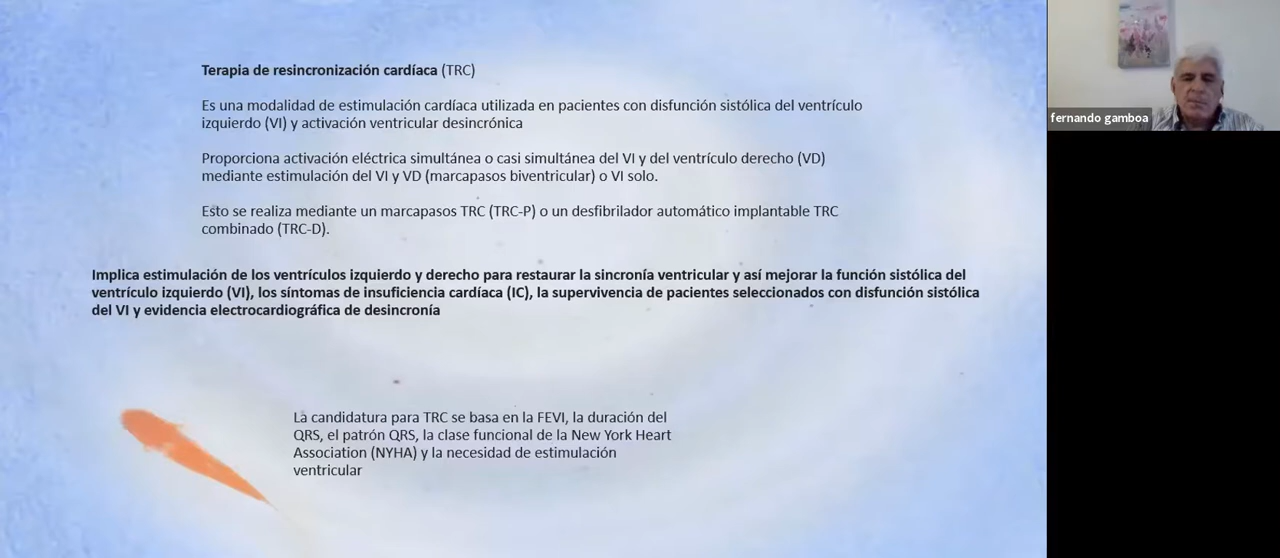 Terapia de resincronización cardíaca (TRC)
Es una modalidad de estimulación cardíaca utilizada en pacientes con disfunción sistólica del ventrículo
izquierdo (VI) y activación ventricular desincrónica
Proporciona activación eléctrica simultánea o casi simultánea del VI y del ventrículo derecho (VD)
mediante estimulación del VI y VD (marcapasos biventricular) o VI solo.
Esto se realiza mediante un marcapasos TRC (TRC-P) o un desfibrilador automático implantable TRC
combinado (TRC-D).
Implica estimulación de los ventrículos izquierdo y derecho para restaurar la sincronía ventricular y así mejorar la función sistólica del
ventrículo izquierdo (VI), los síntomas de insuficiencia cardíaca (IC), la supervivencia de pacientes seleccionados con disfunción sistólica
del VI y evidencia electrocardiográfica de desincronía
La candidatura para TRC se basa en la FEVI, la duración del
QRS, el patrón QRS, la clase funcional de la New York Heart
Association (NYHA) y la necesidad de estimulación
ventricular
fernando gamboa